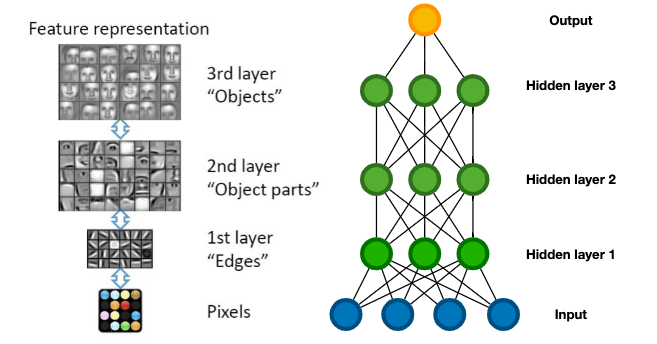 Feature representation
3rd layer
“Objects”
2nd layer
“Object parts”
1st layer
“Edges”
Pixels
Output
Hidden layer 3
Hidden layer 2
Hidden layer 1
Input